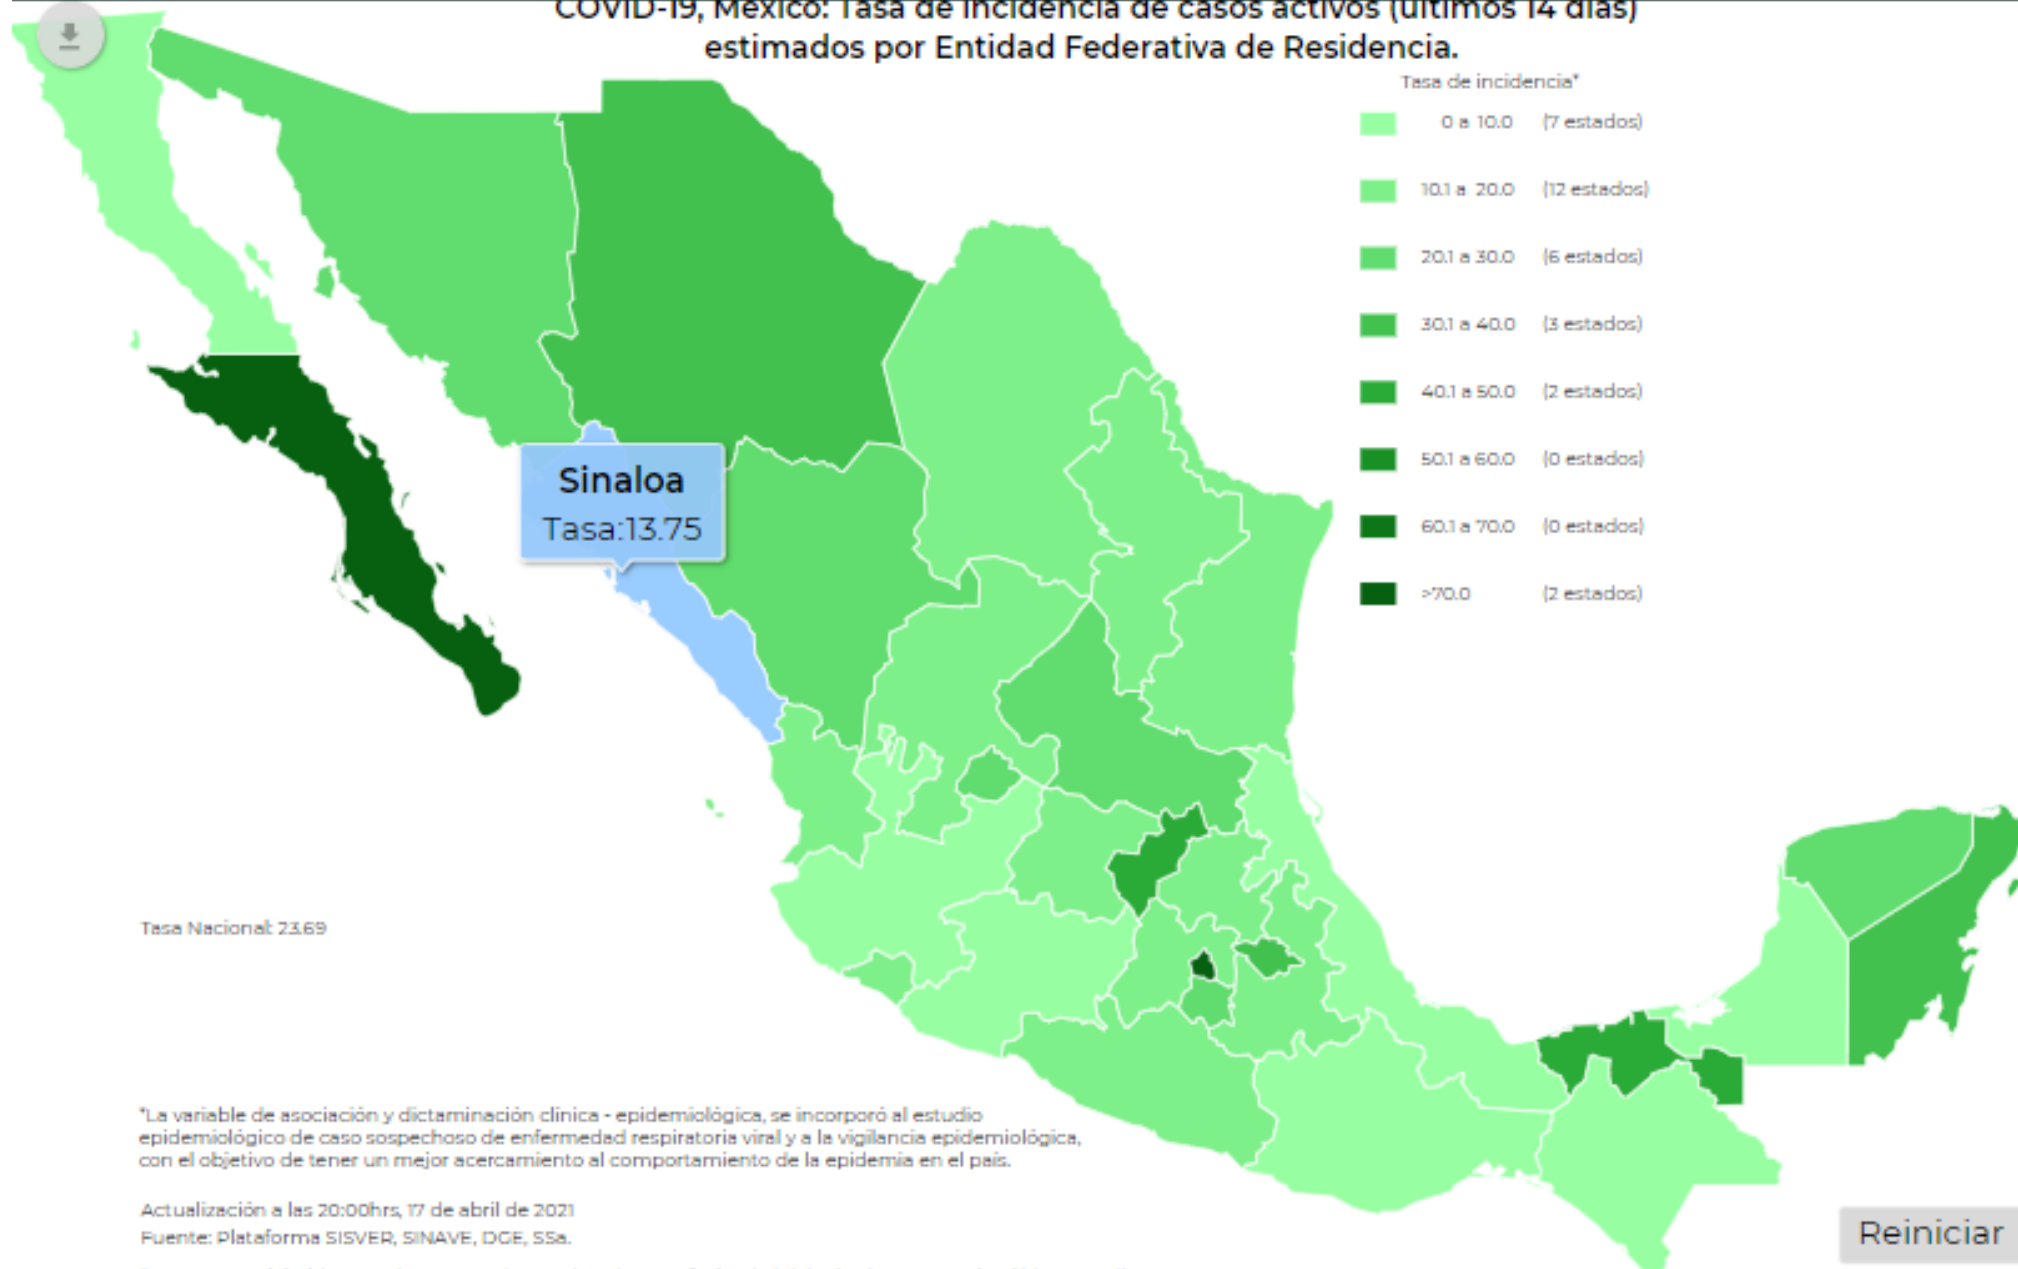 COVID-19, México: Tasa de incidencia de casos activos (últimos 14 días)
estimados por Entidad Federativa de Residencia.
Tasa de incidencia*
0 a 10.0 (7 estados)
10.1 a 20.0 (12 estados)
20.1 a 30.0 (6 estados)
30.1 a 40.0 (3 estados)
40.1 a 50.0 (2 estados)
50.1 a 60.0 (0 estados)
60.1 a 70.0 (0 estados)
>70.0 (2 estados)
Sinaloa
Tasa:13.75
Tasa Nacional: 23.69
*La variable de asociación y dictaminación clínica - epidemiológica, se incorporó al estudio
epidemiológico de caso sospechoso de enfermedad respiratoria viral y a la vigilancia epidemiológica,
con el objetivo de tener un mejor acercamiento al comportamiento de la epidemia en el país.
Actualización a las 20:00hrs, 17 de abril de 2021
Fuente: Plataforma SISVER, SINAVE, DGE, SSa.
Reiniciar